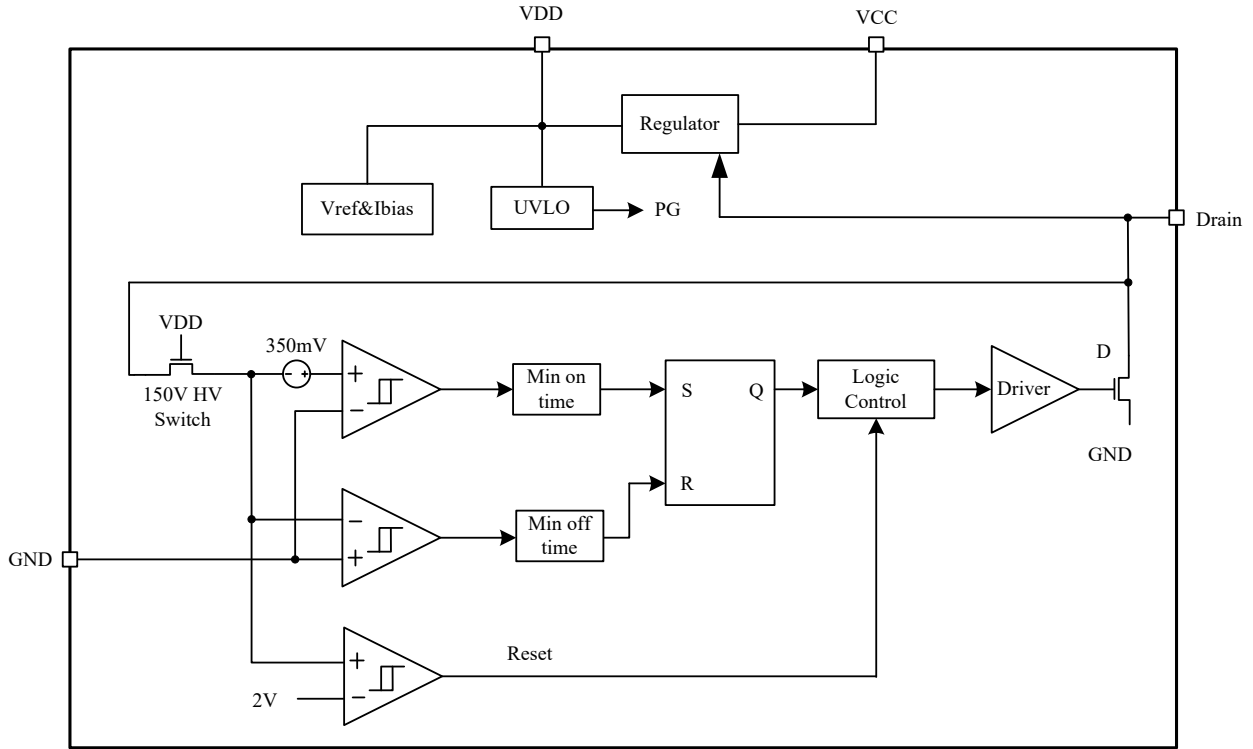 VDD
VCC
Regulator
Vref&Ibias
UVLO
PG
Drain
VDD
350mV
150V HV
Switch
+
−
Min on
time
S
Q
R
Logic
Control
Driver
D
GND
GND
−
+
Min off
time
+
−
2V
Reset